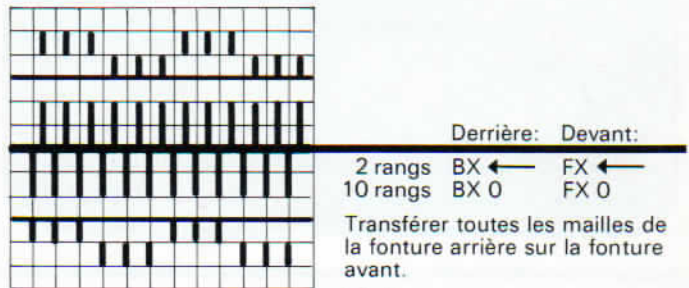 Derrière: Devant:
2 rangs BX ← FX ←
10 rangs BX 0 FX 0
Transférer toutes les mailles de
la fonture arrière sur la fonture
avant.